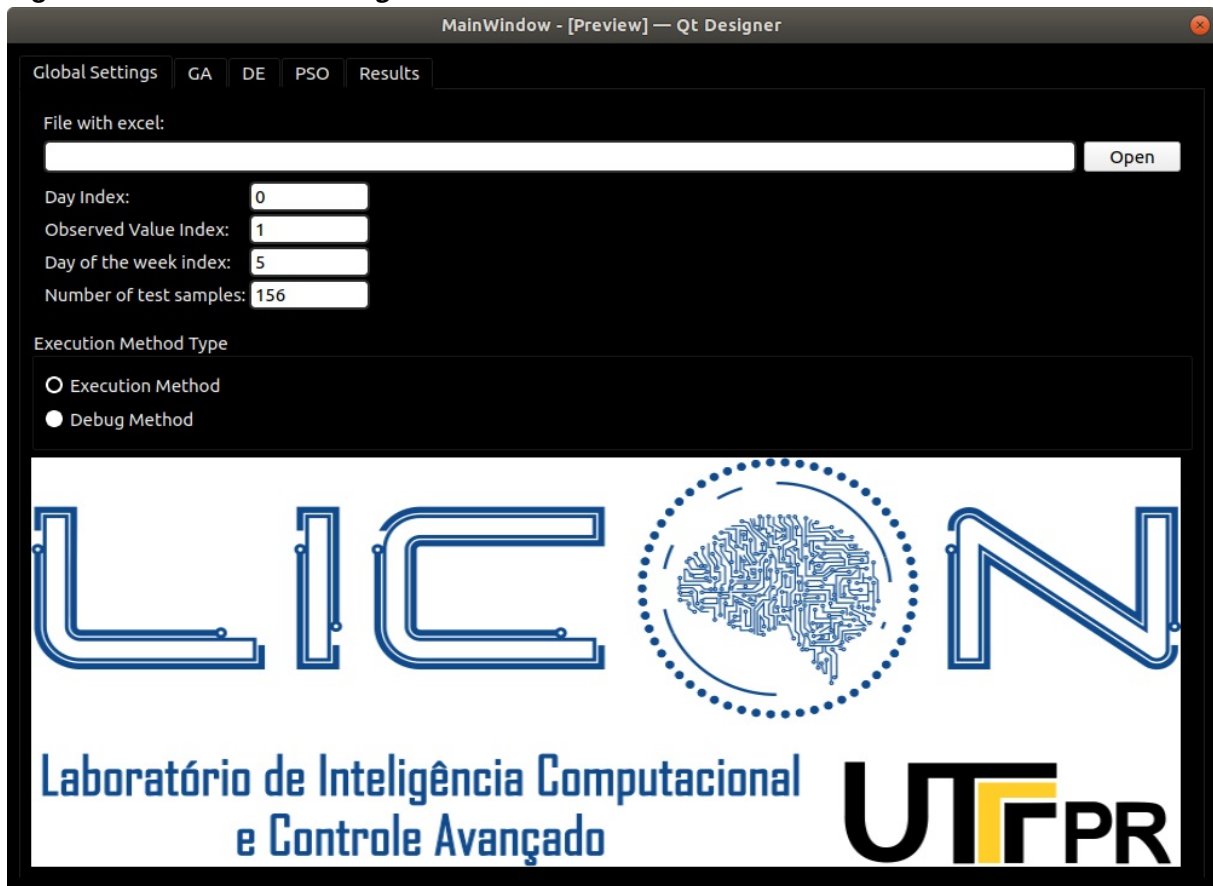 MainWindow - [Preview] — Qt Designer
Global Settings GA DE PSO Results
File with excel:
Open
Day Index: 0
Observed Value Index: 1
Day of the week index: 5
Number of test samples: 156
Execution Method Type
Execution Method
Debug Method
LICON
Laboratório de Inteligência Computacional
e Controle Avançado
UTFPR